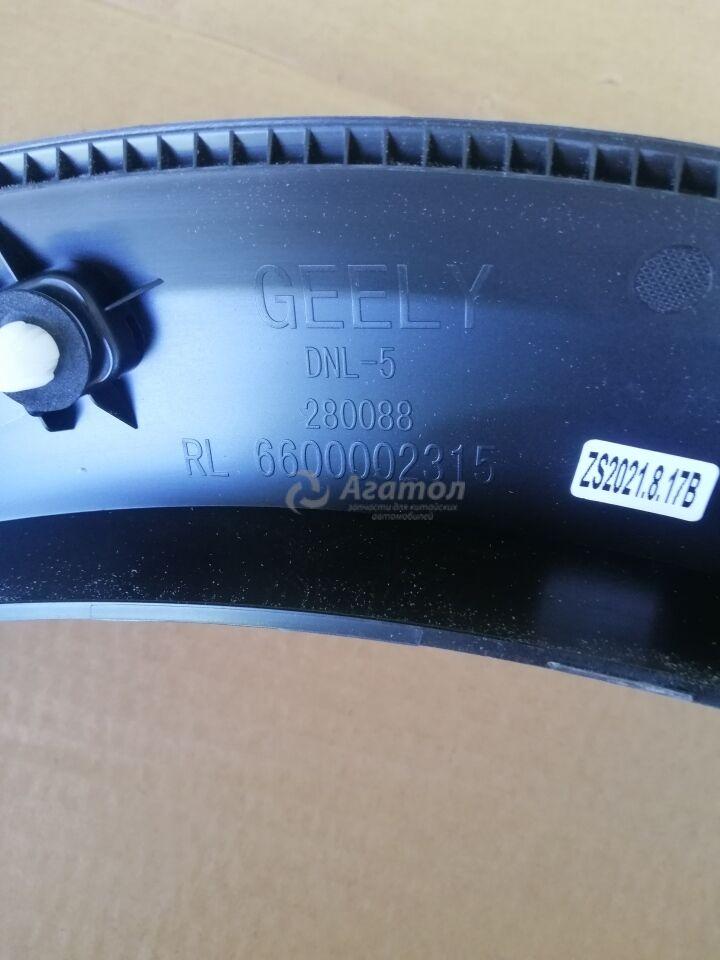 GEELY
DNL-5
280088
RL 6600002315
ZS2021.8.17B
Агатол
запчасти для китайских
автомобилей